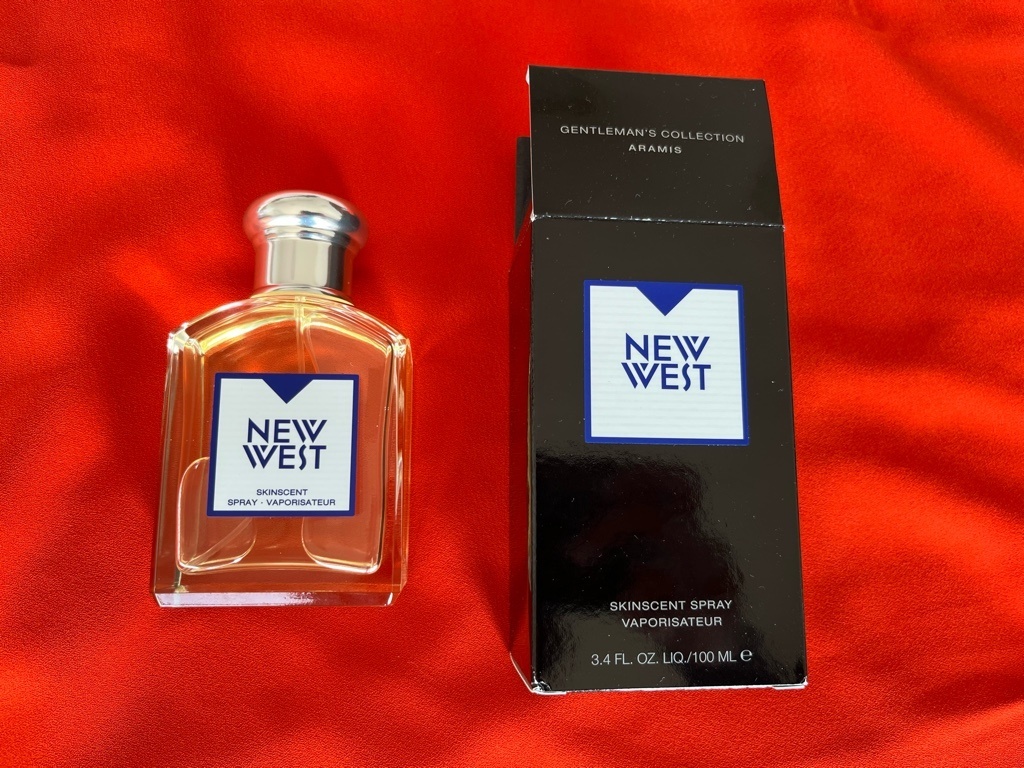 NEW
WEST
SKINSCENT
SPRAY · VAPORISATEUR
GENTLEMAN'S COLLECTION
ARAMIS
NEW
WEST
SKINSCENT SPRAY
VAPORISATEUR
3.4 FL. OZ. LIQ./100 ML ℮